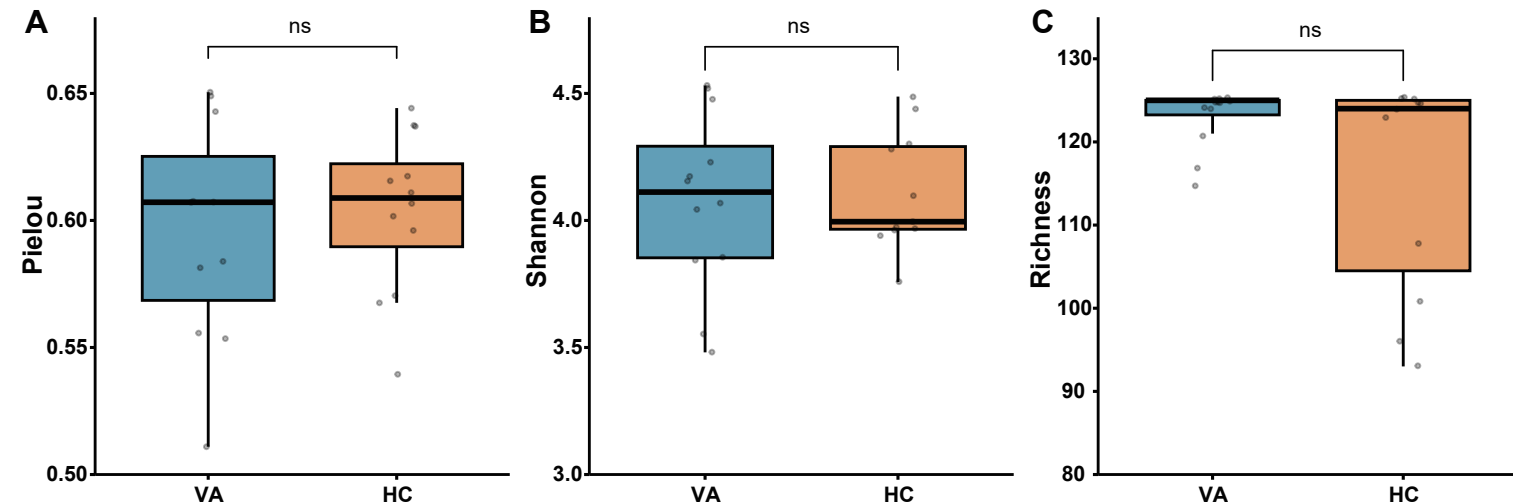 A
ns
Pielou
0.65
0.60
0.55
0.50
VA HC
B
ns
Shannon
4.5
4.0
3.5
3.0
VA HC
C
ns
Richness
130
120
110
100
90
80
VA HC